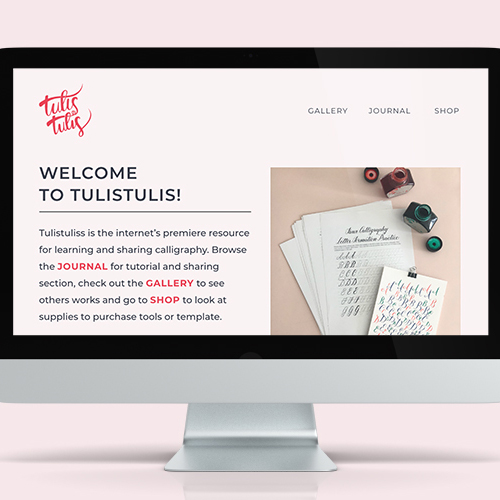 tulis
tulis
GALLERY JOURNAL SHOP
WELCOME
TO TULISTULIS!
Tulistuliss is the internet's premiere resource
for learning and sharing calligraphy. Browse
the JOURNAL for tutorial and sharing
section, check out the GALLERY to see
others works and go to SHOP to look at
supplies to purchase tools or template.
Calligraphy
Letter Formation Practice